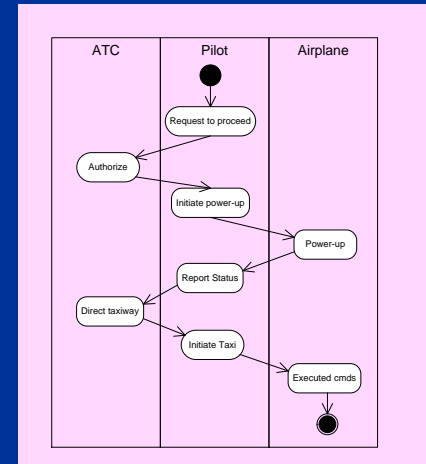 ATC Pilot Airplane
Request to proceed
Authorize
Initiate power-up
Power-up
Report Status
Direct taxiway
Initiate Taxi
Executed cmds